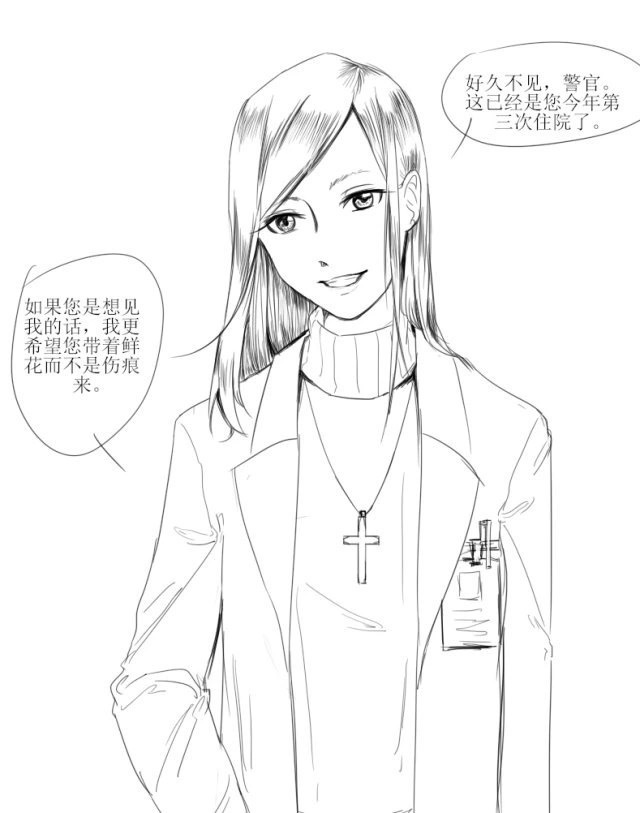 好久不见，警官。
这已经是您今年第
三次住院了。
如果您是想见
我的话，我更
希望您带着鲜
花而不是伤痕
来。